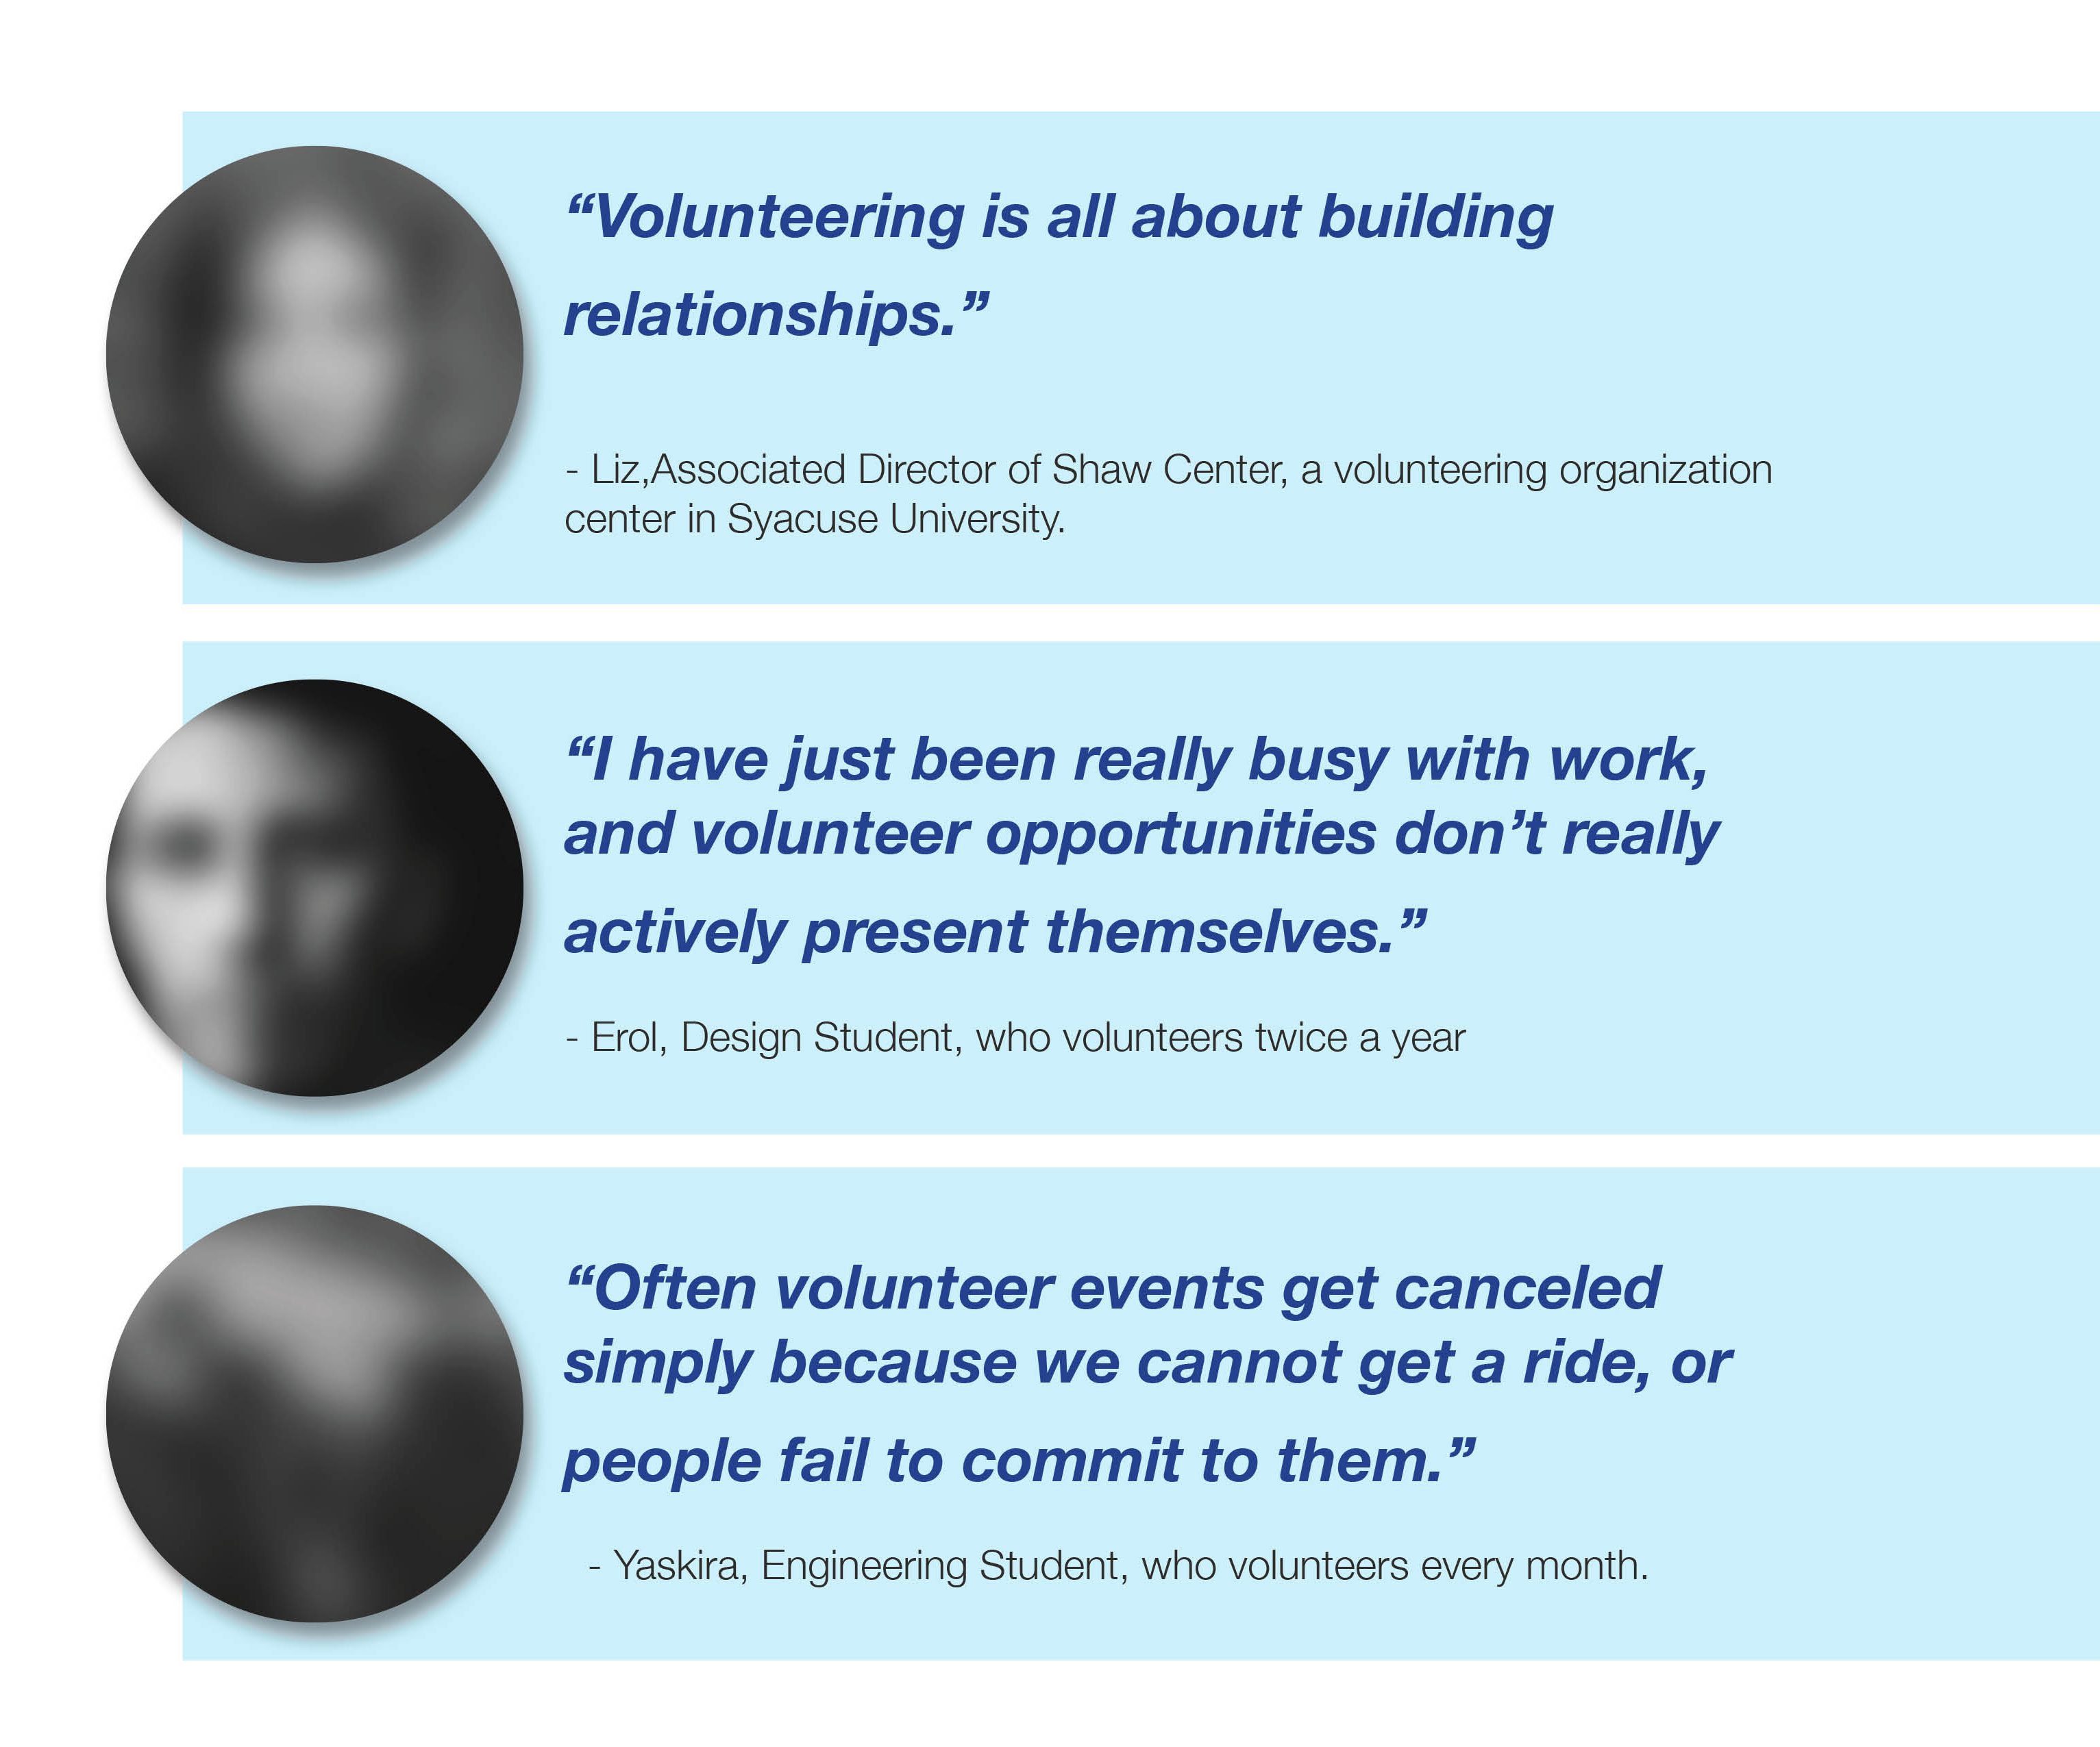 “Volunteering is all about building
relationships.”
- Liz,Associated Director of Shaw Center, a volunteering organization
center in Syacuse University.
“I have just been really busy with work,
and volunteer opportunities don’t really
actively present themselves.”
- Erol, Design Student, who volunteers twice a year
“Often volunteer events get canceled
simply because we cannot get a ride, or
people fail to commit to them.”
- Yaskira, Engineering Student, who volunteers every month.